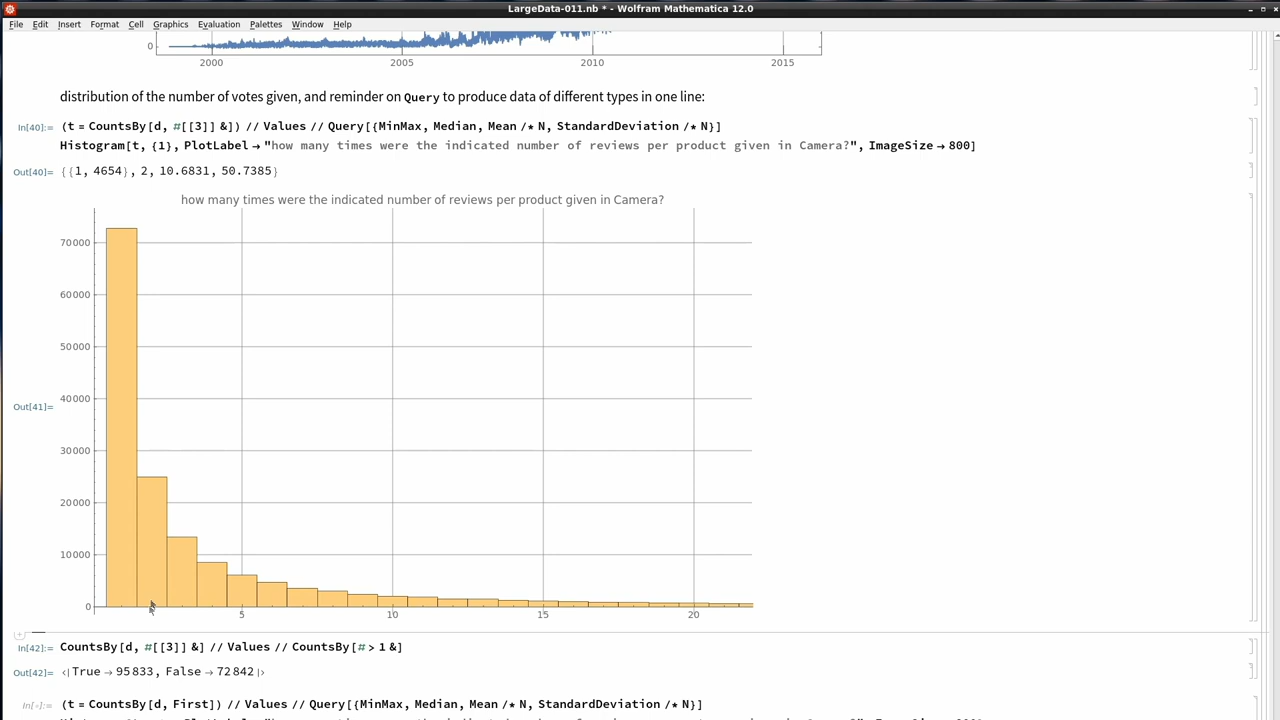 LargeData-011.nb * - Wolfram Mathematica 12.0
File Edit Insert Format Cell Graphics Evaluation Palettes Window Help
0
2000 2005 2010 2015
distribution of the number of votes given, and reminder on Query to produce data of different types in one line:
In[40]:= (t = CountsBy[d, #[[3]] &]) // Values // Query[{MinMax, Median, Mean /* N, StandardDeviation /* N}]
Histogram[t, {1}, PlotLabel → "how many times were the indicated number of reviews per product given in Camera?", ImageSize → 800]
Out[40]= {{1, 4654}, 2, 10.6831, 50.7385}
how many times were the indicated number of reviews per product given in Camera?
70000
60000
50000
40000
Out[41]=
30000
20000
10000
0
5 10 15 20
In[42]:= CountsBy[d, #[[3]] &] // Values // CountsBy[# > 1 &]
Out[42]= <|True → 95833, False → 72842|>
In[-]:= (t = CountsBy[d, First]) // Values // Query[{MinMax, Median, Mean /* N, StandardDeviation /* N}]